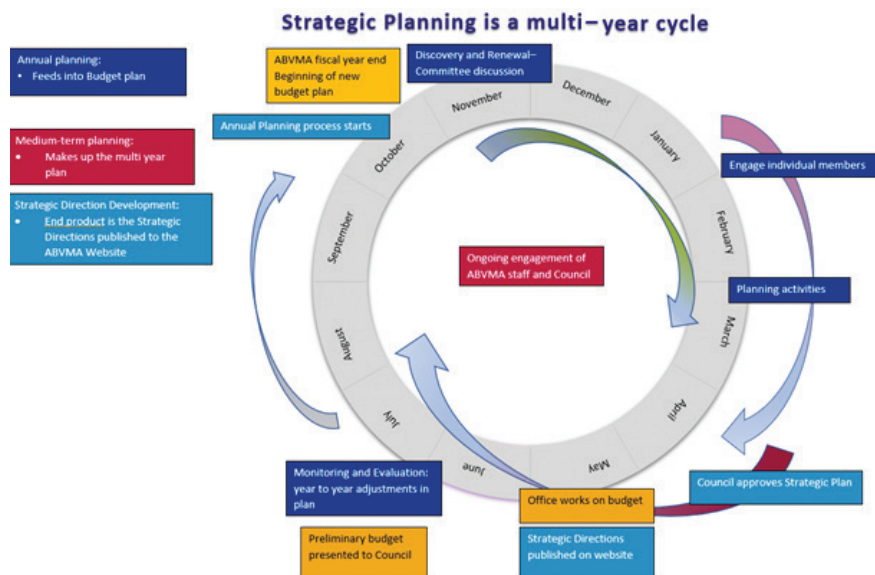 Strategic Planning is a multi–year cycle
Annual planning:
• Feeds into Budget plan
Medium-term planning:
• Makes up the multi year
plan
Strategic Direction Development:
• End product is the Strategic
Directions published to the
ABVMA Website
ABVMA fiscal year end
Beginning of new
budget plan
Discovery and Renewal–
Committee discussion
Annual Planning process starts
November
December
January
February
March
April
May
June
July
August
September
October
Engage individual members
Ongoing engagement of
ABVMA staff and Council
Planning activities
Council approves Strategic Plan
Office works on budget
Strategic Directions
published on website
Monitoring and Evaluation:
year to year adjustments in
plan
Preliminary budget
presented to Council